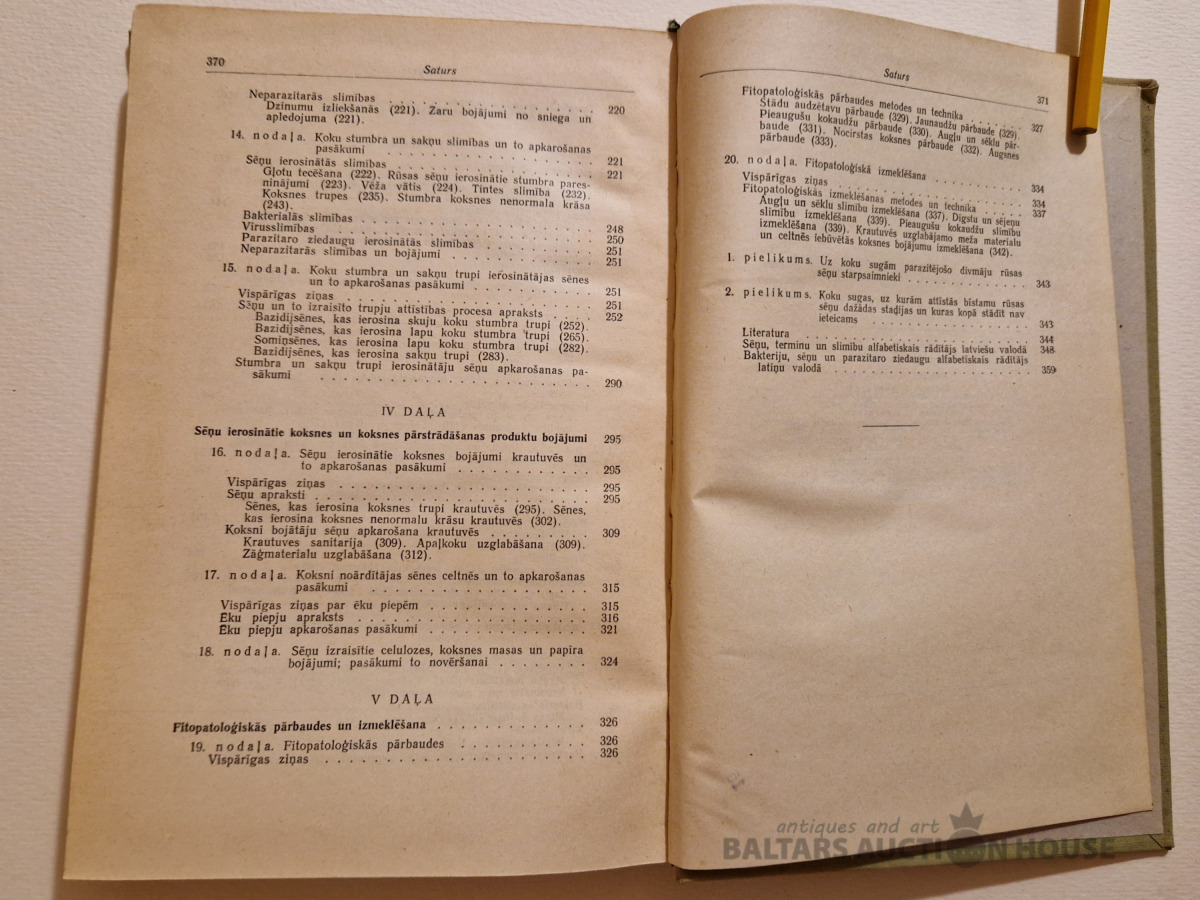 370
Saturs
Neparazitarās slimības . . . . . . . . . . . . . . . . 220
Dzinumu izliekšanās (221). Zaru bojājumi no sniega un
apledojuma (221).
14. nodaļa. Koku stumbra un sakņu slimības un to apkarošanas
pasākumi . . . . . . . . . . . . . . . . 221
Sēņu ierosinātās slimības . . . . . . . . . . . . . . . . 221
Gļotu tecēšana (222). Rūsas sēņu ierosinātie stumbra pares-
ninājumi (223). Vēža vātis (224). Tintes slimība (232).
Koksnes trupes (235). Stumbra koksnes nenormala krāsa
(243).
Bakterialās slimības . . . . . . . . . . . . . . . . 248
Virusslimības . . . . . . . . . . . . . . . . 250
Parazitaro ziedaugu ierosinātās slimības . . . . . . . . 251
Neparazitarās slimības un bojājumi . . . . . . . . 251
15. nodaļa. Koku stumbra un sakņu trupi ierosinātājas sēnes
un to apkarošanas pasākumi . . . . . . . . 251
Vispārīgas ziņas . . . . . . . . . . . . . . . . 251
Sēņu un to izraisīto trupju attīstības procesa apraksts . . . . 252
Bazidijsēnes, kas ierosina skuju koku stumbra trupi (252).
Bazidijsēnes, kas ierosina lapu koku stumbra trupi (265).
Somiņsēnes, kas ierosina lapu koku stumbra trupi (282).
Bazidijsēnes, kas ierosina sakņu trupi (283).
Stumbra un sakņu trupi ierosinātāju sēņu apkarošanas pa-
sākumi . . . . . . . . . . . . . . . . 290
IV DAĻA
Sēņu ierosinātie koksnes un koksnes pārstrādāšanas produktu bojājumi 295
16. nodaļa. Sēņu ierosinātie koksnes bojājumi krautuvēs un
to apkarošanas pasākumi . . . . . . . . 295
Vispārīgas ziņas . . . . . . . . . . . . . . . . 295
Sēņu apraksti . . . . . . . . . . . . . . . . 295
Sēnes, kas ierosina koksnes trupi krautuvēs (295). Sēnes,
kas ierosina koksnes nenormalu krāsu krautuvēs (302).
Koksni bojātāju sēņu apkarošana krautuvēs . . . . . . . . 309
Krautuves sanitarija (309). Apaļkoku uzglabāšana (309).
Zāģmaterialu uzglabāšana (312).
17. nodaļa. Koksni noārdītājas sēnes celtnēs un to apkarošanas
pasākumi . . . . . . . . . . . . . . . . 315
Vispārīgas ziņas par ēku piepēm . . . . . . . . . . . . 315
Ēku piepju apraksts . . . . . . . . . . . . . . . . 316
Ēku piepju apkarošanas pasākumi . . . . . . . . . . . . 321
18. nodaļa. Sēņu izraisītie celulozes, koksnes masas un papīra
bojājumi; pasākumi to novēršanai . . . . . . . . 324
V DAĻA
Fitopatoloģiskās pārbaudes un izmeklēšana . . . . . . . . . . . . 326
19. nodaļa. Fitopatoloģiskās pārbaudes . . . . . . . . . . . 326
Vispārīgas ziņas . . . . . . . . . . . . . . . . 326
Saturs
371
Fitopatoloģiskās pārbaudes metodes un technika . . . . . . . 327
Stādu audzētavu pārbaude (329). Jaunaudžu pārbaude (329).
Pieaugušu kokaudžu pārbaude (330). Augļu un sēklu pār-
baude (331). Nocirstas koksnes pārbaude (332). Augsnes
pārbaude (333).
20. nodaļa. Fitopatoloģiskā izmeklēšana . . . . . . . . . . 334
Vispārīgas ziņas . . . . . . . . . . . . . . . . 334
Fitopatoloģiskās izmeklēšanas metodes un technika . . . . . 337
Augļu un sēklu slimību izmeklēšana (337). Digstu un sējeņu
slimību izmeklēšana (339). Pieaugušu kokaudžu slimību
izmeklēšana (339). Krautuvēs uzglabājamo meža materialu
un celtnēs iebūvētās koksnes bojājumu izmeklēšana (342).
1. pielikums. Uz koku sugām parazitējošo divmāju rūsas
sēņu starpsaimnieki . . . . . . . . . . . . 343
2. pielikums. Koku sugas, uz kurām attīstās bīstamu rūsas
sēņu dažādas stadijas un kuras kopā stādīt nav
ieteicams . . . . . . . . . . . . . . . . 343
Literatura . . . . . . . . . . . . . . . . 344
Sēņu, terminu un slimību alfabetiskais rādītājs latviešu valodā 348
Bakteriju, sēņu un parazitaro ziedaugu alfabetiskais rādītājs
latiņu valodā . . . . . . . . . . . . . . . . 359
antiques and art
BALTARS AUCTION HOUSE